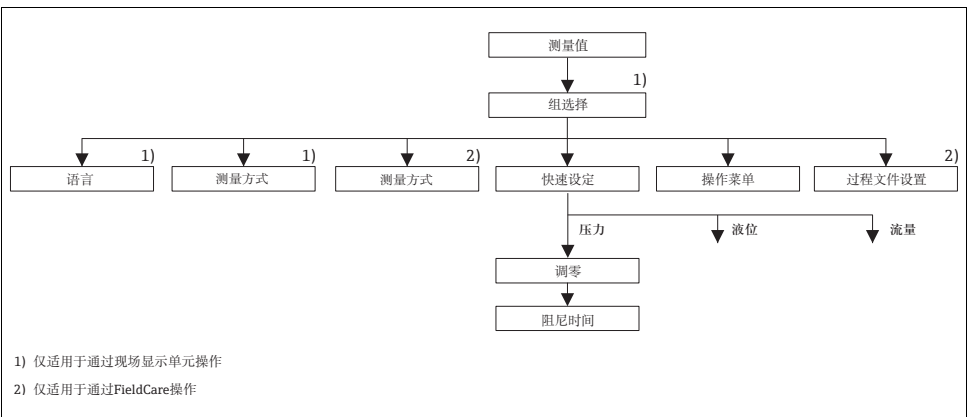 测量值
1)
组选择
1)
1)
2)
2)
语言
测量方式
测量方式
快速设定
操作菜单
过程文件设置
压力
液位
流量
调零
阻尼时间
1) 仅适用于通过现场显示单元操作
2) 仅适用于通过FieldCare操作